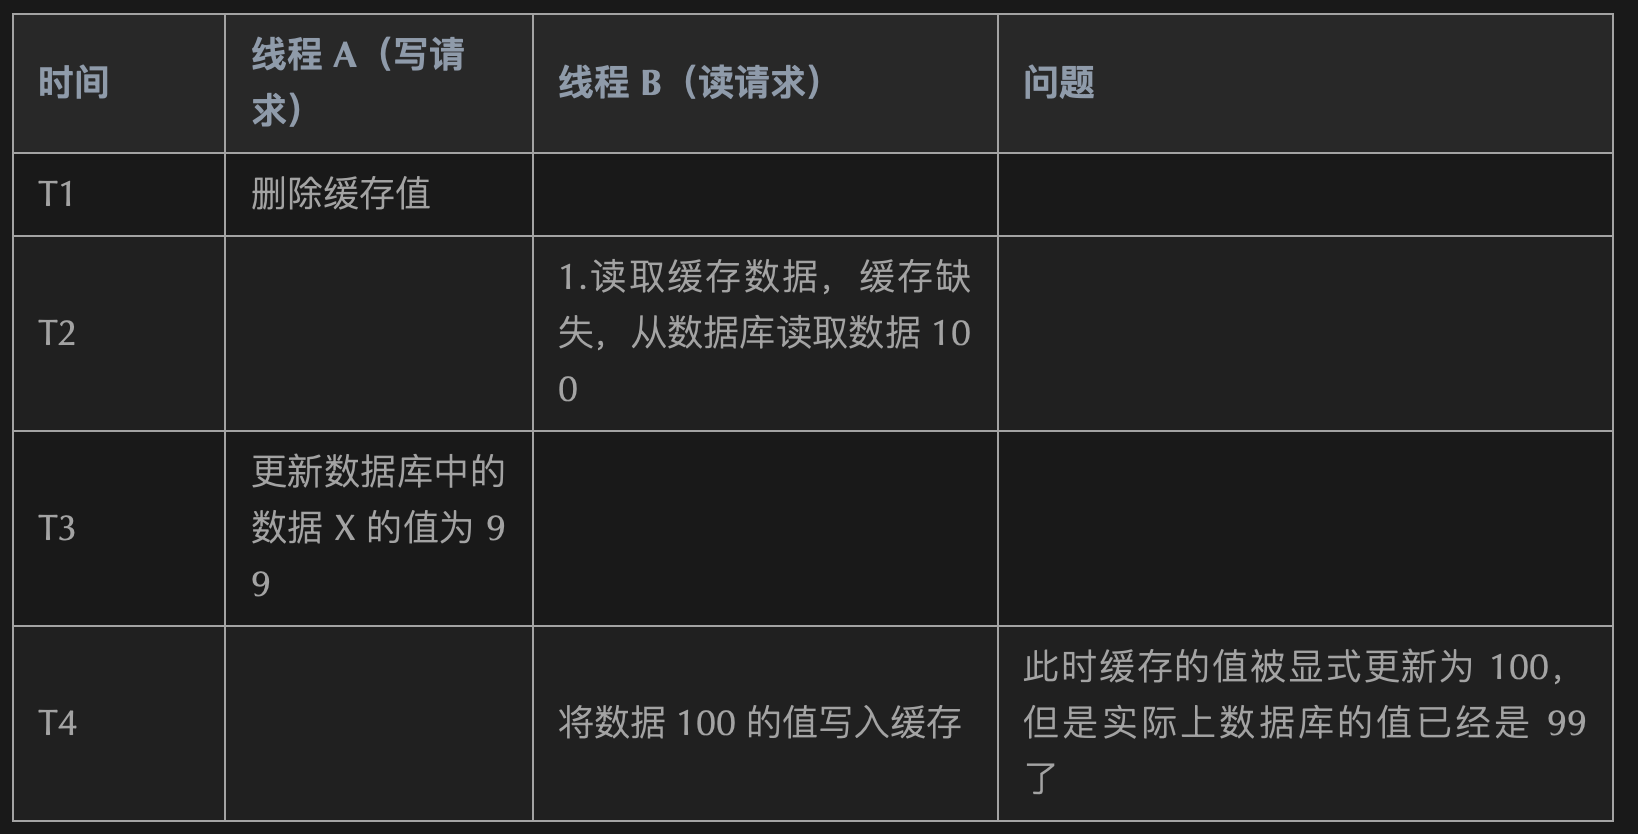 时间
线程 A（写请
求）
线程 B（读请求）
问题
T1
删除缓存值
T2
1.读取缓存数据，缓存缺
失，从数据库读取数据 10
0
T3
更新数据库中的
数据 X 的值为 9
9
T4
将数据 100 的值写入缓存
此时缓存的值被显式更新为 100，
但是实际上数据库的值已经是 99
了